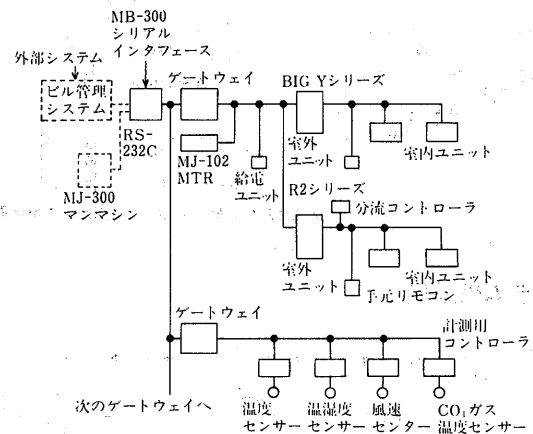 MB-300
シリアル
インタフェース
外部システム
ビル管理
システム
RS-
232C
MJ-300
マンマシン
ゲートウェイ
MJ-102
MTR
給電
ユニット
BIG Yシリーズ
室外
ユニット
室内ユニット
R2シリーズ
分流コントローラ
室外
ユニット
室内ユニット
手元リモコン
ゲートウェイ
計測用
コントローラ
次のゲートウェイへ
温度
センサー
温湿度
センサー
風速
センター
CO₁ガス
温度センサー